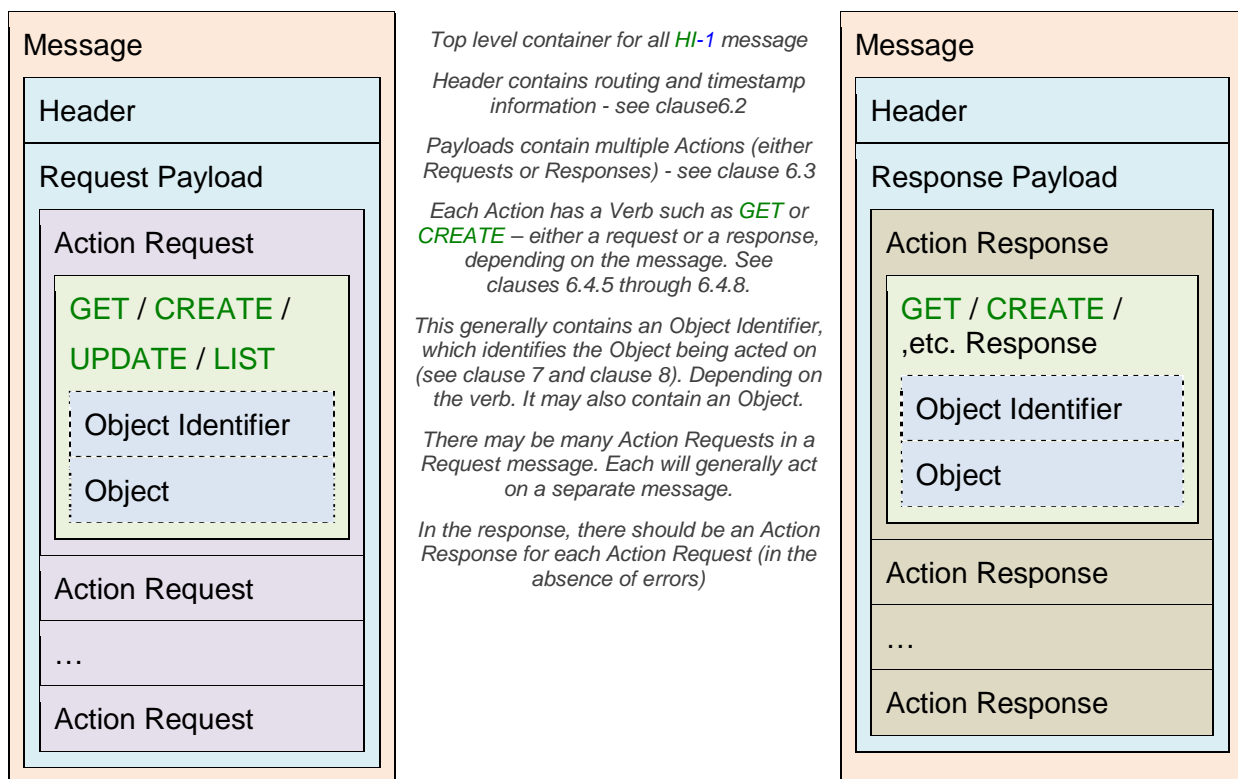 Message
Header
Request Payload
Action Request
GET / CREATE /
UPDATE / LIST
Object Identifier
Object
Action Request
…
Action Request
Top level container for all HI-1 message
Header contains routing and timestamp
information - see clause6.2
Payloads contain multiple Actions (either
Requests or Responses) - see clause 6.3
Each Action has a Verb such as GET or
CREATE – either a request or a response,
depending on the message. See
clauses 6.4.5 through 6.4.8.
This generally contains an Object Identifier,
which identifies the Object being acted on
(see clause 7 and clause 8). Depending on
the verb. It may also contain an Object.
There may be many Action Requests in a
Request message. Each will generally act
on a separate message.
In the response, there should be an Action
Response for each Action Request (in the
absence of errors)
Message
Header
Response Payload
Action Response
GET / CREATE /
,etc. Response
Object Identifier
Object
Action Response
…
Action Response